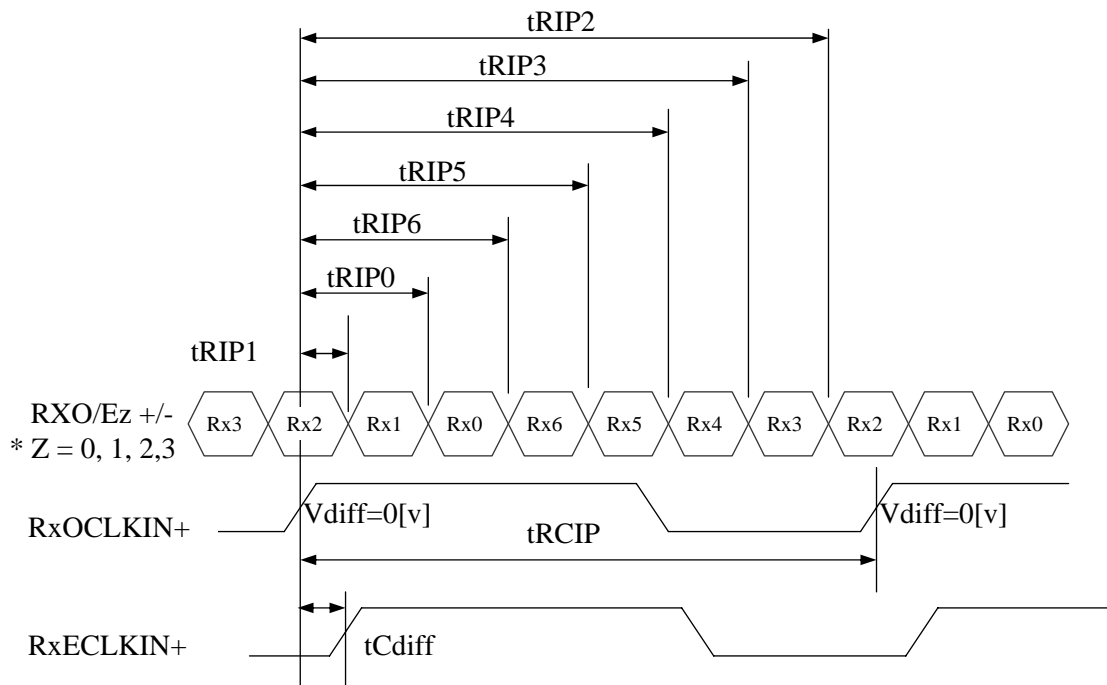 tRIP2
tRIP3
tRIP4
tRIP5
tRIP6
tRIP0
tRIP1
RXO/Ez +/-
* Z = 0, 1, 2,3
Rx3 Rx2 Rx1 Rx0 Rx6 Rx5 Rx4 Rx3 Rx2 Rx1 Rx0
RxOCLKIN+
Vdiff=0[v] Vdiff=0[v]
tRCIP
RxECLKIN+
tCdiff